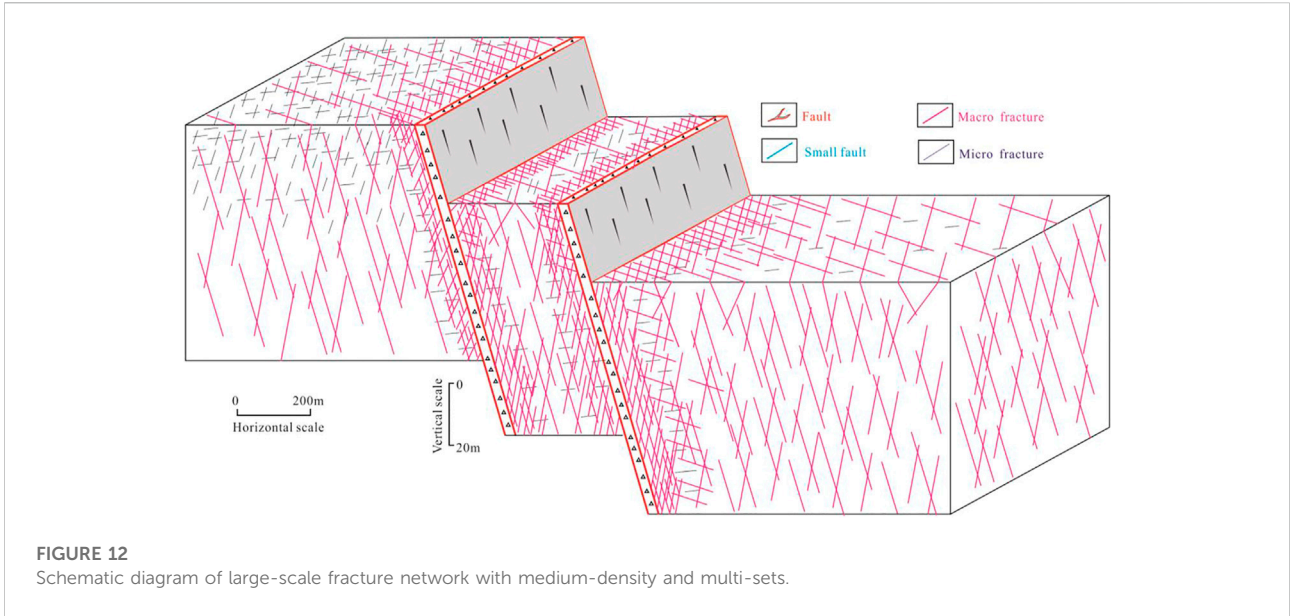 Fault
Macro fracture
Small fault
Micro fracture
0 200m
Horizontal scale
Vertical scale
0
20m
FIGURE 12
Schematic diagram of large-scale fracture network with medium-density and multi-sets.